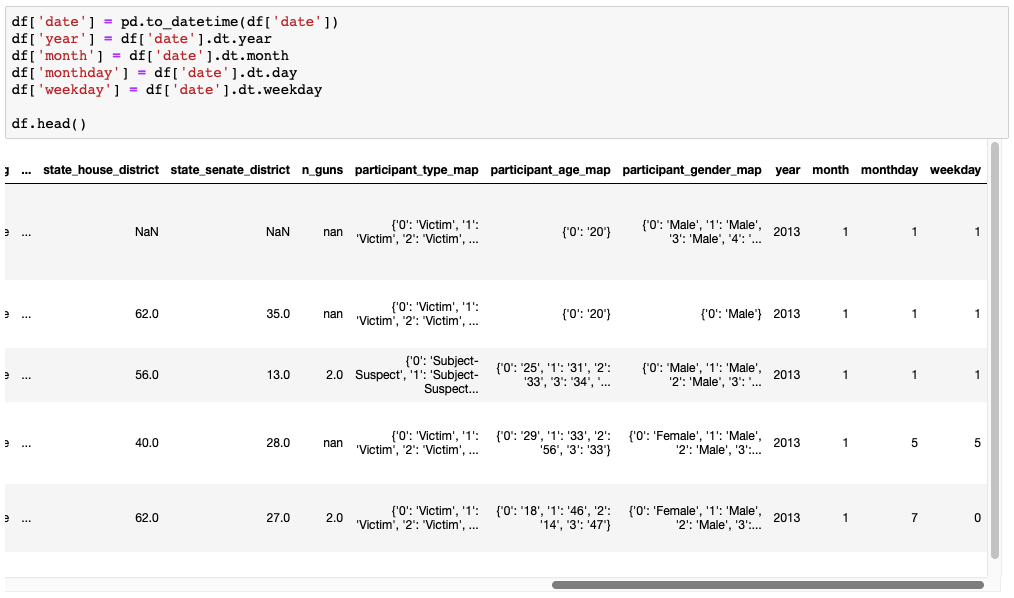 df['date'] = pd.to_datetime(df['date'])
df['year'] = df['date'].dt.year
df['month'] = df['date'].dt.month
df['monthday'] = df['date'].dt.day
df['weekday'] = df['date'].dt.weekday
df.head()
... state_house_district state_senate_district n_guns participant_type_map participant_age_map participant_gender_map year month monthday weekday
{'0': 'Victim', '1': {'0': 'Male', '1': 'Male',
e ... NaN NaN nan {'0': '20'} 2013 1 1 1
'Victim', '2': 'Victim', ... '3': 'Male', '4': '...
{'0': 'Victim', '1':
e ... 62.0 35.0 nan {'0': '20'} {'0': 'Male'} 2013 1 1 1
'Victim', '2': 'Victim', ...
{'0': 'Subject-
{'0': '25', '1': '31', '2': {'0': 'Male', '1': 'Male',
e ... 56.0 13.0 2.0 Suspect', '1': 'Subject- 2013 1 1 1
'33', '3': '34', '... '2': 'Male', '3': '...
Suspect...
{'0': 'Victim', '1': {'0': '29', '1': '33', '2': {'0': 'Female', '1': 'Male',
e ... 40.0 28.0 nan 2013 1 5 5
'Victim', '2': 'Victim', ... '56', '3': '33'} '2': 'Male', '3':...
{'0': 'Victim', '1': {'0': '18', '1': '46', '2': {'0': 'Female', '1': 'Male',
e ... 62.0 27.0 2.0 2013 1 7 0
'Victim', '2': 'Victim', ... '14', '3': '47'} '2': 'Male', '3':...